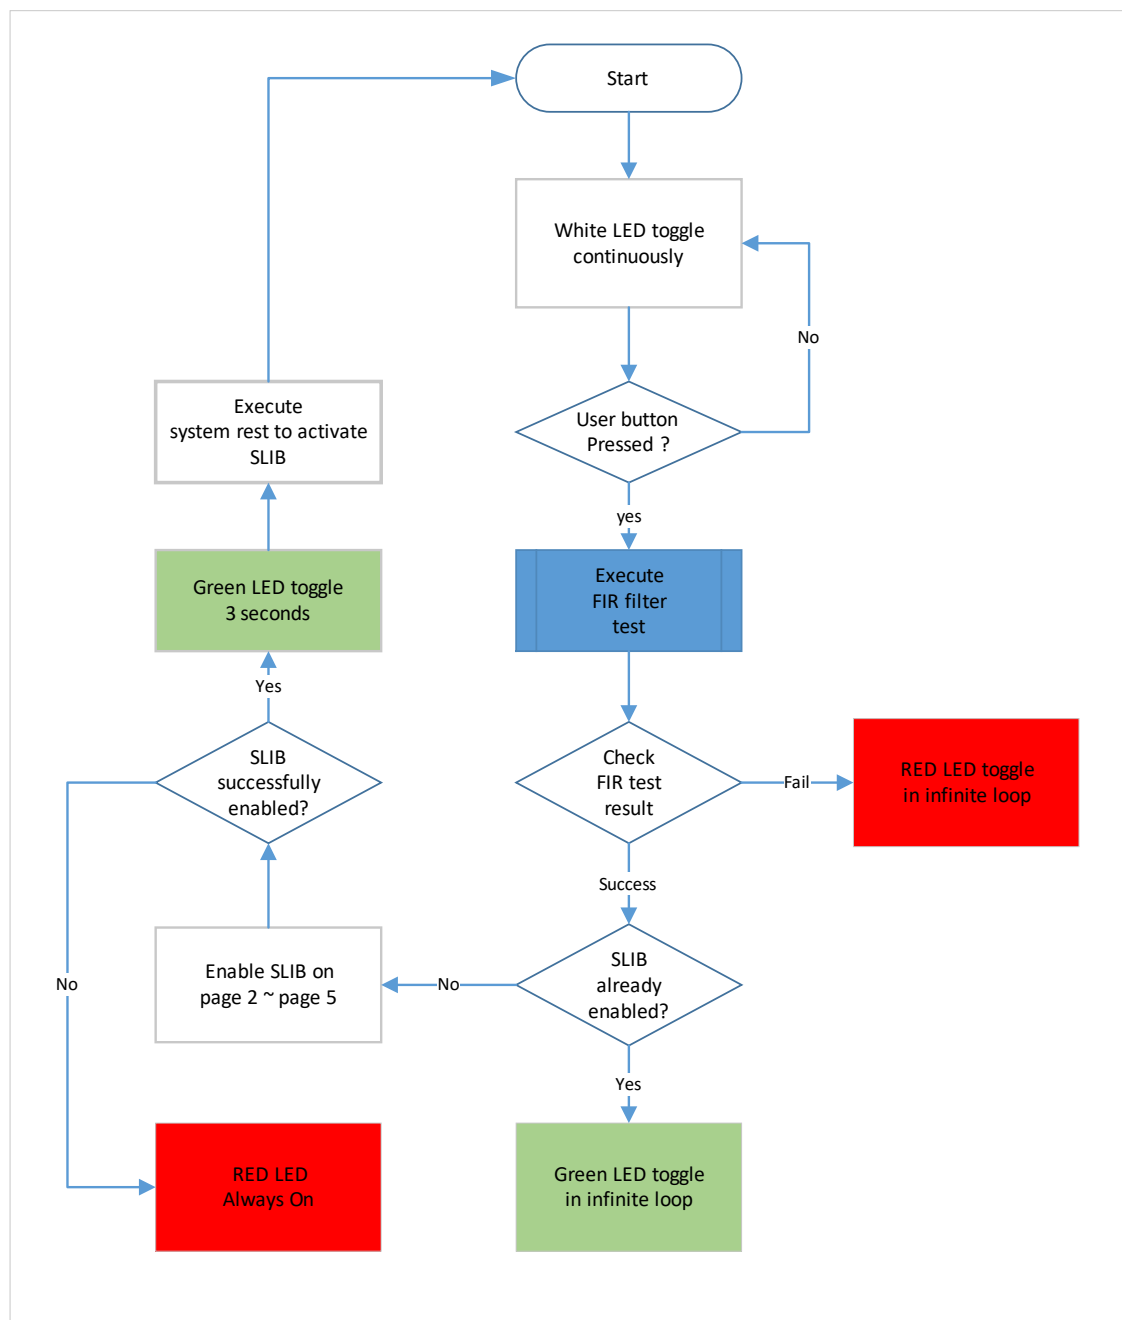 Start
White LED toggle
continuously
No
User button
Pressed ?
yes
Execute
system rest to activate
SLIB
Green LED toggle
3 seconds
Execute
FIR filter
test
Yes
SLIB
successfully
enabled?
Check
FIR test
result
Fail
RED LED toggle
in infinite loop
Success
No
Enable SLIB on
page 2 ~ page 5
No
SLIB
already
enabled?
Yes
RED LED
Always On
Green LED toggle
in infinite loop